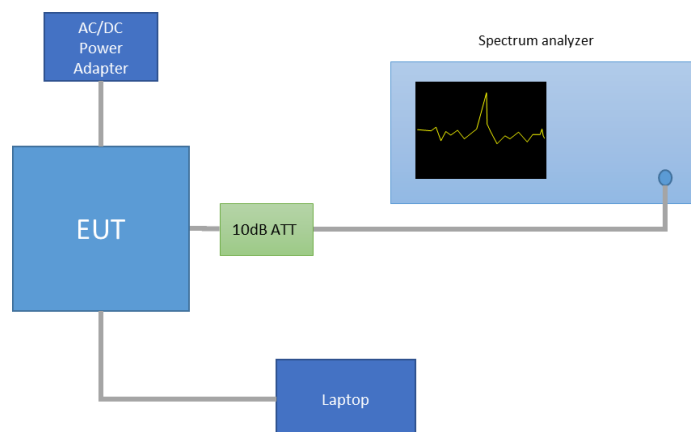 AC/DC
Power
Adapter
Spectrum analyzer
EUT
10dB ATT
Laptop